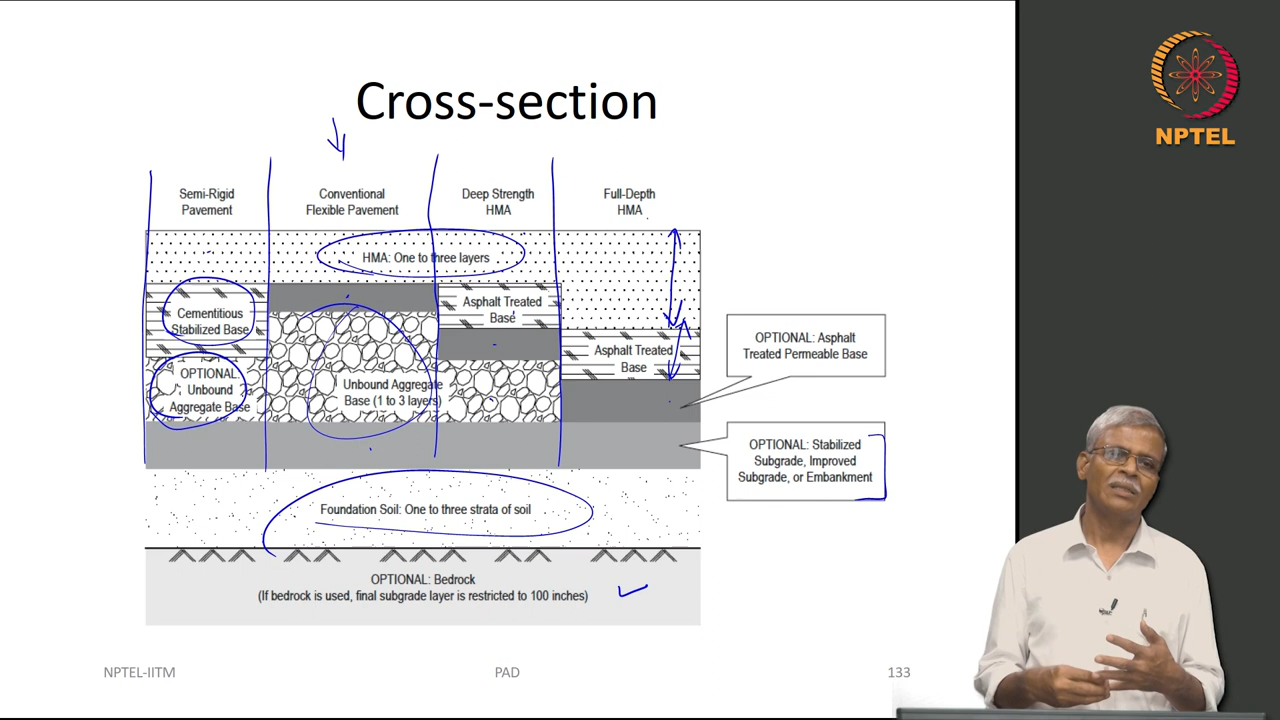 Cross-section
NPTEL
Semi-Rigid
Pavement
Conventional
Flexible Pavement
Deep Strength
HMA
Full-Depth
HMA
HMA: One to three layers
Cementitious
Stabilized Base
Asphalt Treated
Base
OPTIONAL: Asphalt
Treated Permeable Base
Asphalt Treated
Base
OPTIONAL
Unbound
Aggregate Base
Unbound Aggregate
Base (1 to 3 layers)
OPTIONAL: Stabilized
Subgrade, Improved
Subgrade, or Embankment
Foundation Soil: One to three strata of soil
OPTIONAL: Bedrock
(If bedrock is used, final subgrade layer is restricted to 100 inches)
NPTEL-IITM
PAD
133